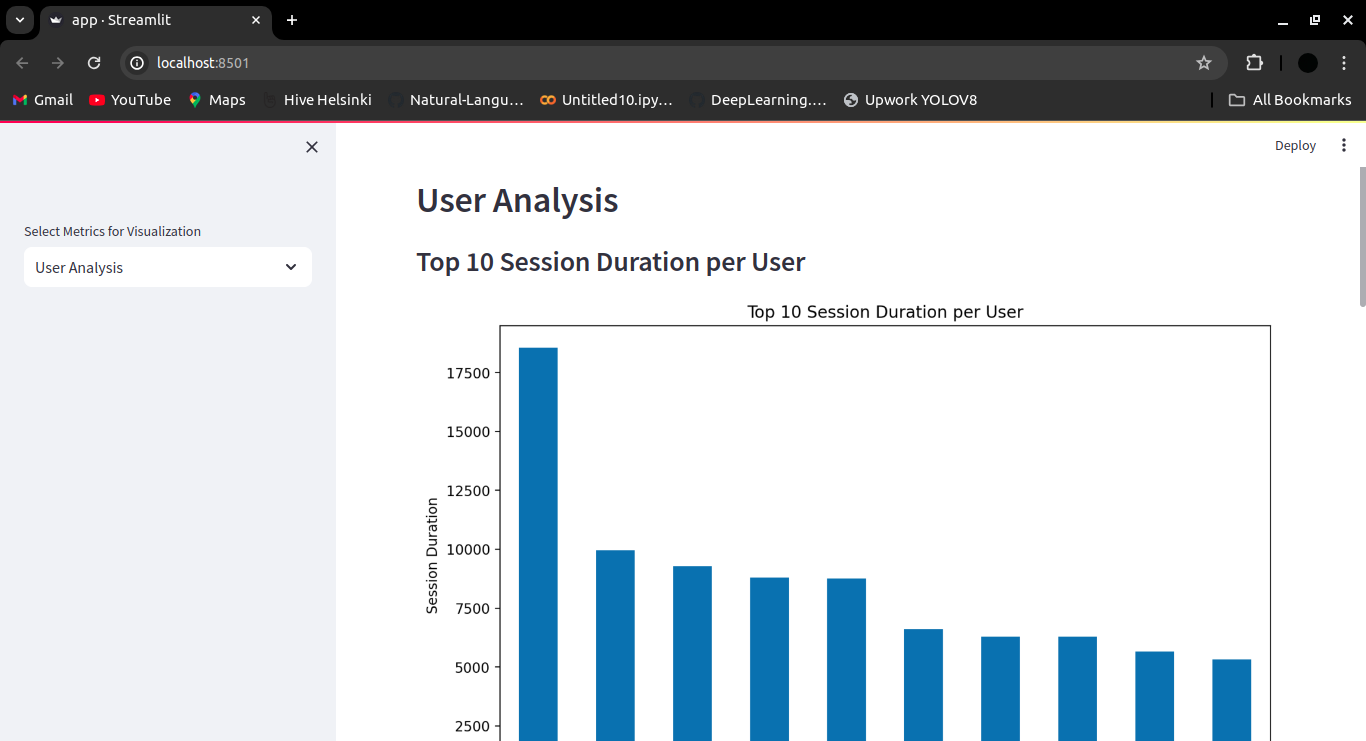 app · Streamlit
localhost:8501
Gmail
YouTube
Maps
Hive Helsinki
Natural-Langu...
Untitled10.ipy...
DeepLearning....
Upwork YOLOV8
All Bookmarks
Deploy
Select Metrics for Visualization
User Analysis
User Analysis
Top 10 Session Duration per User
Top 10 Session Duration per User
Session Duration
17500
15000
12500
10000
7500
5000
2500